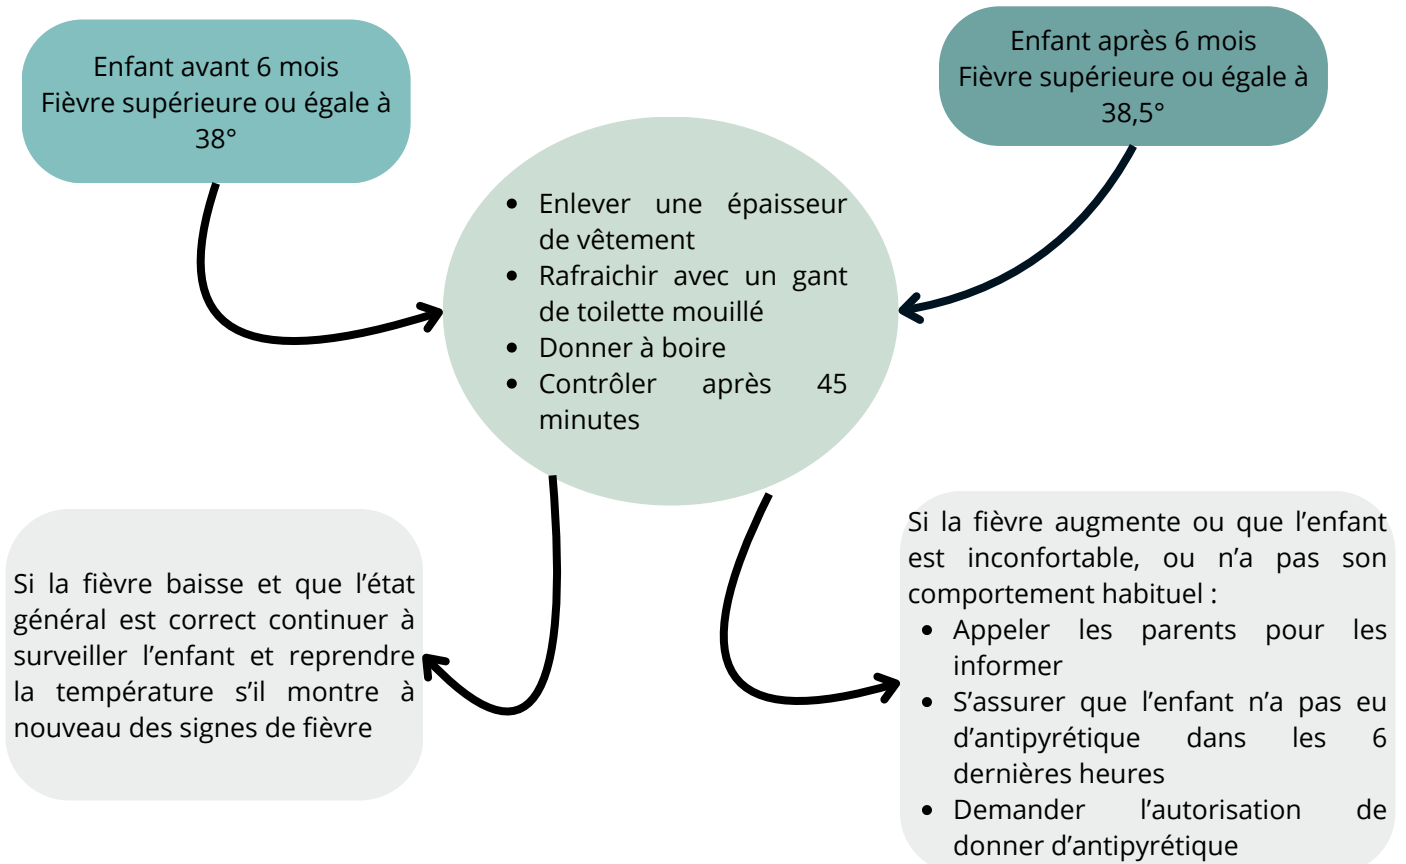 Enfant avant 6 mois
Fièvre supérieure ou égale à
38°
Enfant après 6 mois
Fièvre supérieure ou égale à
38,5°
• Enlever une épaisseur
de vêtement
• Rafraichir avec un gant
de toilette mouillé
• Donner à boire
• Contrôler après 45
minutes
Si la fièvre baisse et que l’état
général est correct continuer à
surveiller l’enfant et reprendre
la température s’il montre à
nouveau des signes de fièvre
Si la fièvre augmente ou que l’enfant
est inconfortable, ou n’a pas son
comportement habituel :
• Appeler les parents pour les
informer
• S’assurer que l’enfant n’a pas eu
d’antipyrétique dans les 6
dernières heures
• Demander l’autorisation de
donner d’antipyrétique